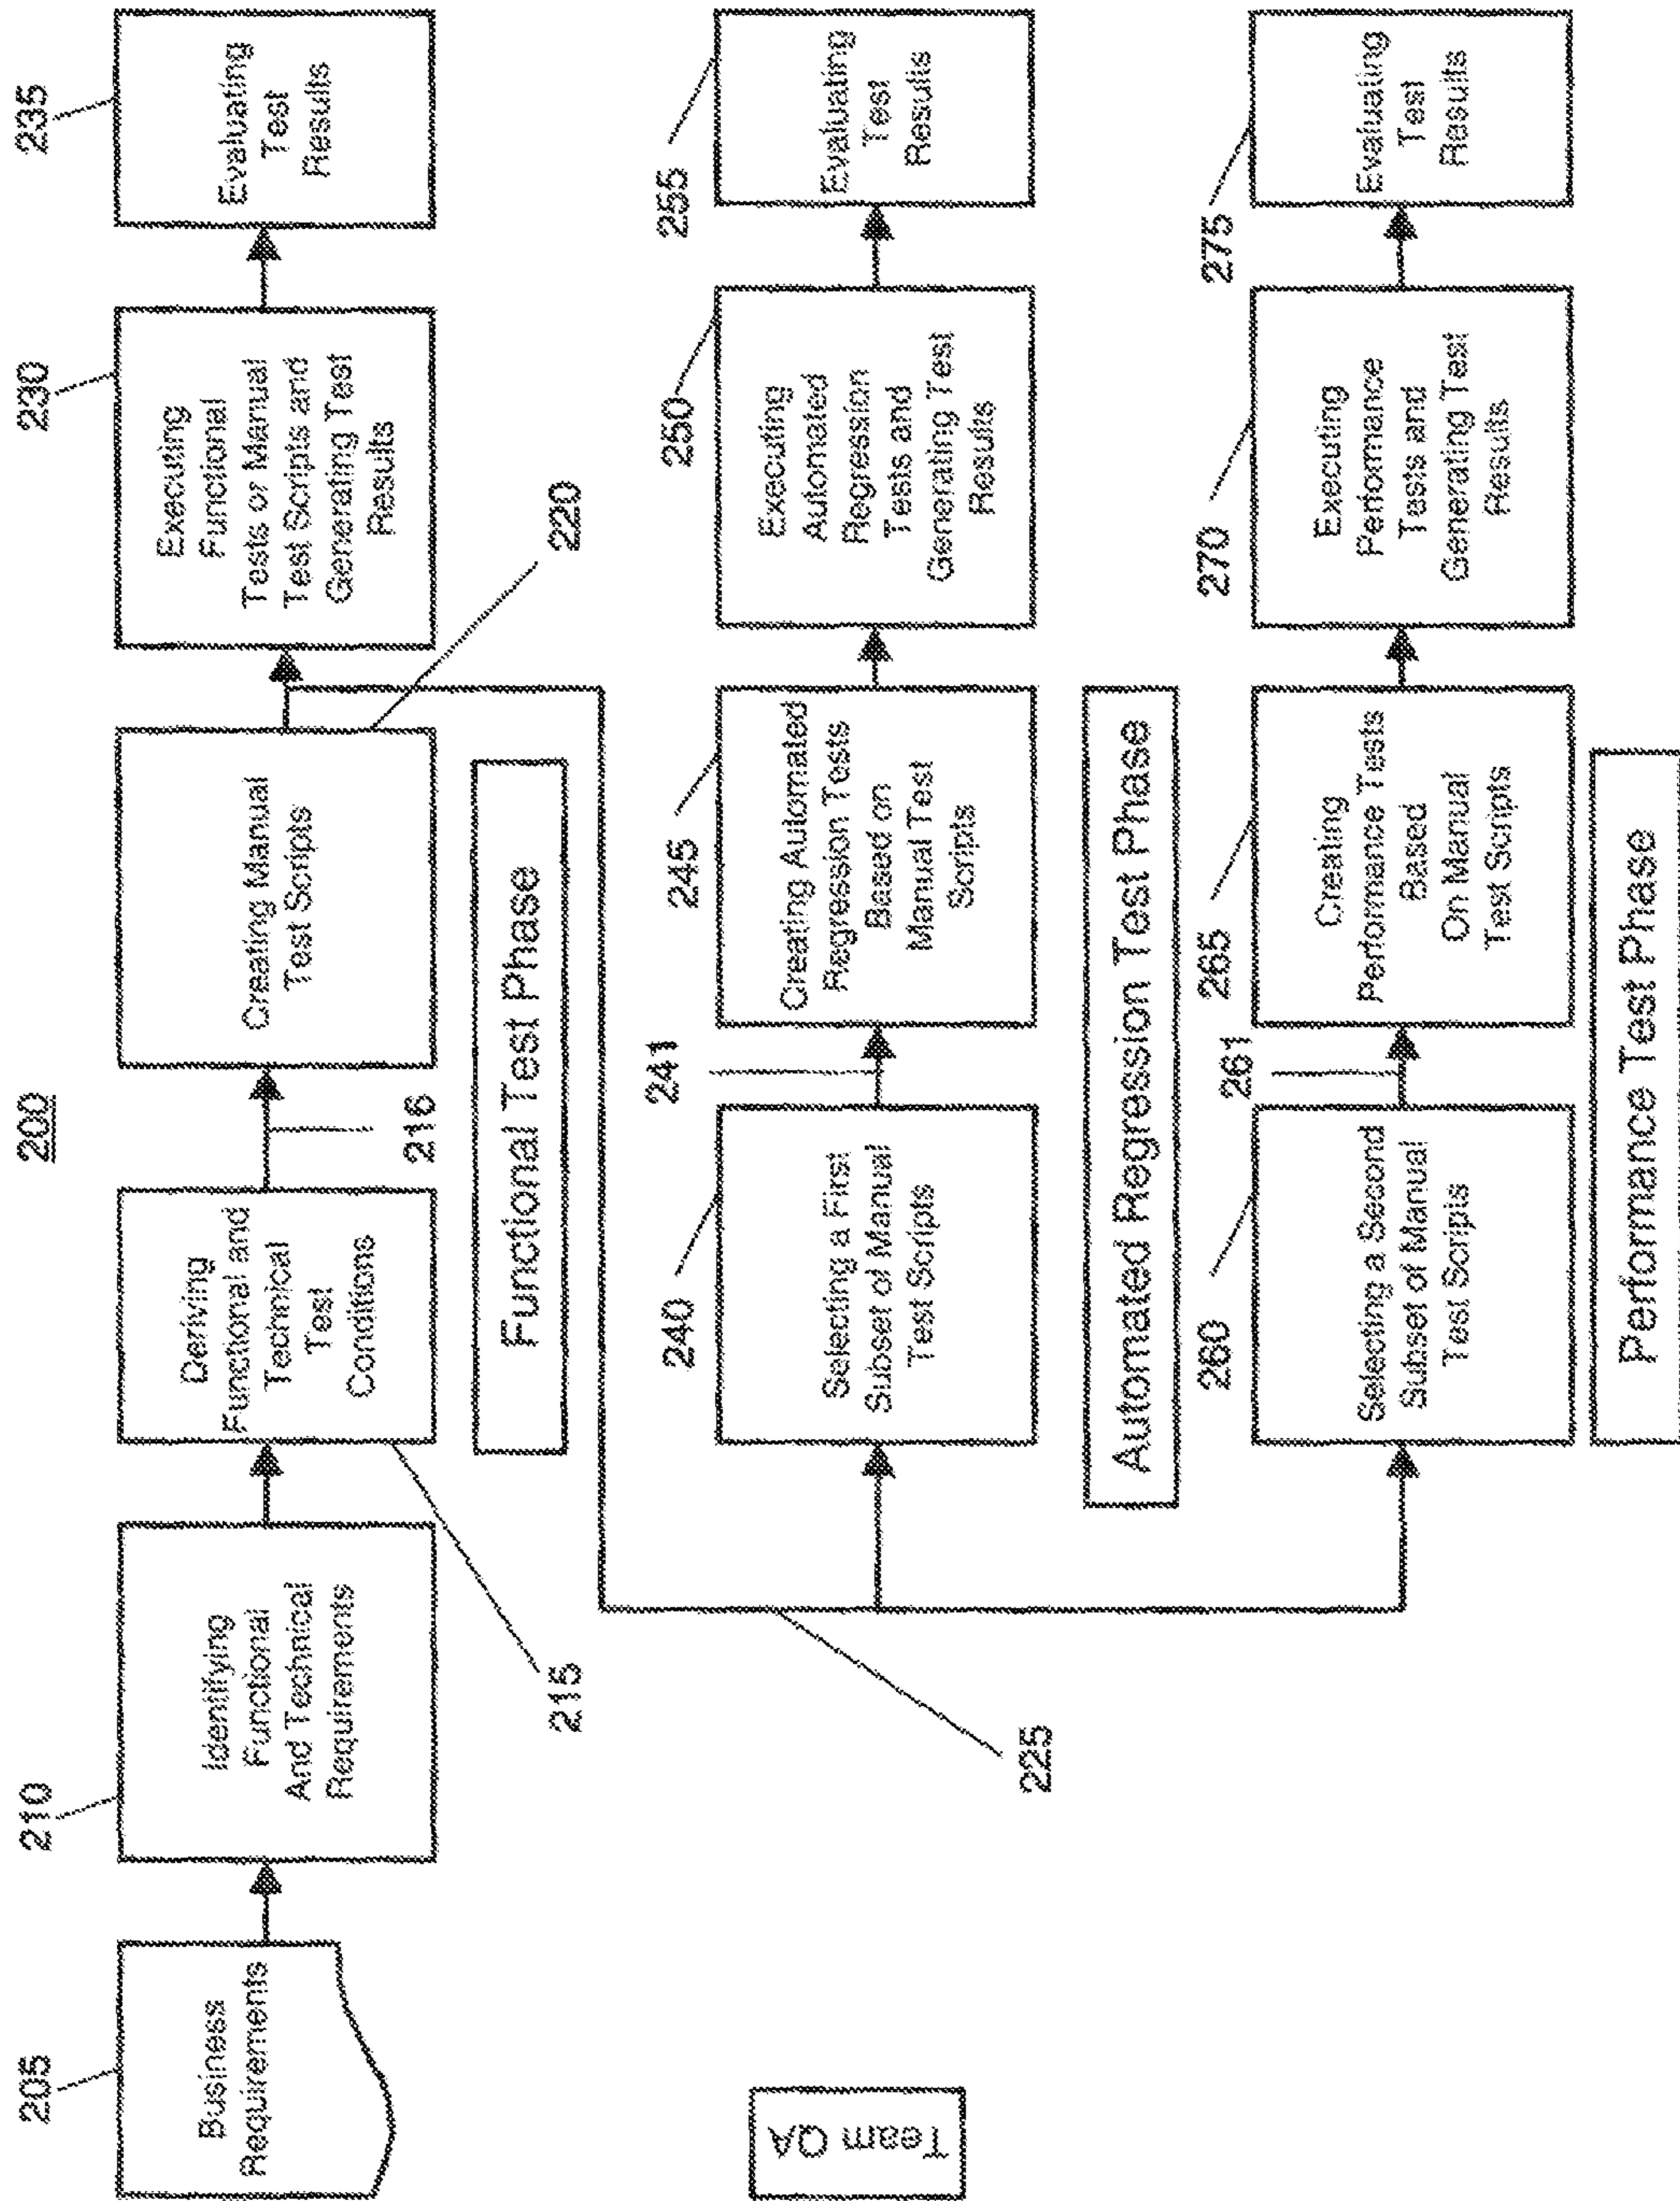 200
205
Business
Requirements
210
Identifying
Functional
And Technical
Requirements
215
Deriving
Functional and
Technical
Test
Conditions
216
Creating Manual
Test Scripts
220
230
Executing
Functional
Tests or Manual
Test Scripts and
Generating Test
Results
235
Evaluating
Test
Results
Functional Test Phase
225
Team QA
240
Selecting a First
Subset of Manual
Test Scripts
241
245
Creating Automated
Regression Tests
Based on
Manual Test
Scripts
250
Executing
Automated
Regression
Tests and
Generating Test
Results
255
Evaluating
Test
Results
Automated Regression Test Phase
260
Selecting a Second
Subset of Manual
Test Scripts
261
265
Creating
Performance Tests
Based
On Manual
Test Scripts
270
Executing
Performance
Tests and
Generating Test
Results
275
Evaluating
Test
Results
Performance Test Phase